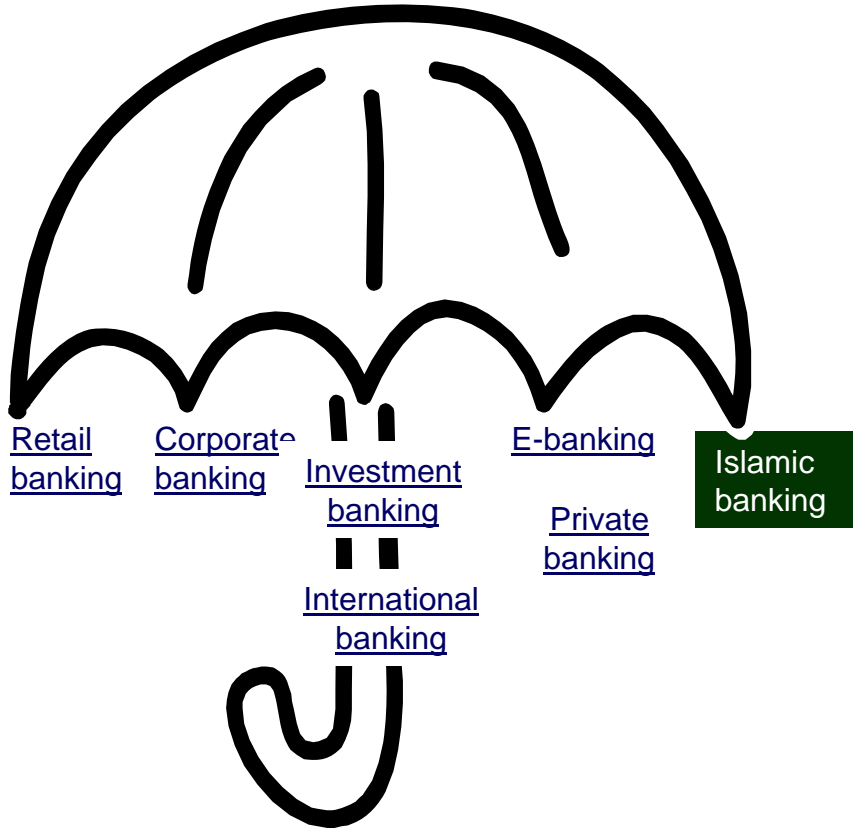 Retail
banking
Corporate
banking
Investment
banking
International
banking
E-banking
Private
banking
Islamic
banking